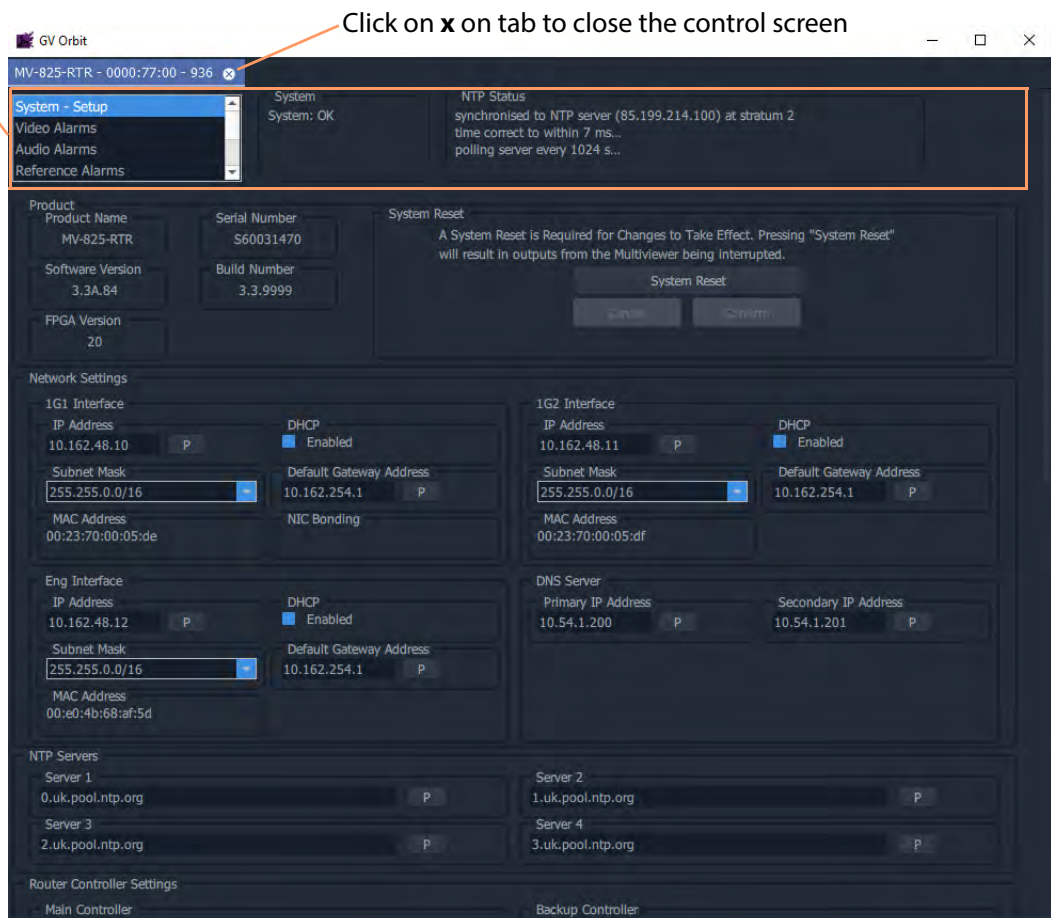 Click on x on tab to close the control screen
GV Orbit
MV-825-RTR - 0000:77:00 - 936
System - Setup
Video Alarms
Audio Alarms
Reference Alarms
System
System: OK
NTP Status
synchronised to NTP server (85.199.214.100) at stratum 2
time correct to within 7 ms...
polling server every 1024 s...
Product
Product Name
MV-825-RTR
Serial Number
S60031470
Software Version
3.3A.84
Build Number
3.3.9999
FPGA Version
20
System Reset
A System Reset is Required for Changes to Take Effect. Pressing "System Reset"
will result in outputs from the Multiviewer being interrupted.
System Reset
Cancel
Confirm
Network Settings
1G1 Interface
IP Address
10.162.48.10 P
DHCP
Enabled
Subnet Mask
255.255.0.0/16
Default Gateway Address
10.162.254.1 P
MAC Address
00:23:70:00:05:de
NIC Bonding
1G2 Interface
IP Address
10.162.48.11 P
DHCP
Enabled
Subnet Mask
255.255.0.0/16
Default Gateway Address
10.162.254.1 P
MAC Address
00:23:70:00:05:df
Eng Interface
IP Address
10.162.48.12 P
DHCP
Enabled
Subnet Mask
255.255.0.0/16
Default Gateway Address
10.162.254.1 P
MAC Address
00:e0:4b:68:af:5d
DNS Server
Primary IP Address
10.54.1.200 P
Secondary IP Address
10.54.1.201 P
NTP Servers
Server 1
0.uk.pool.ntp.org P
Server 2
1.uk.pool.ntp.org P
Server 3
2.uk.pool.ntp.org P
Server 4
3.uk.pool.ntp.org P
Router Controller Settings
Main Controller
Backup Controller